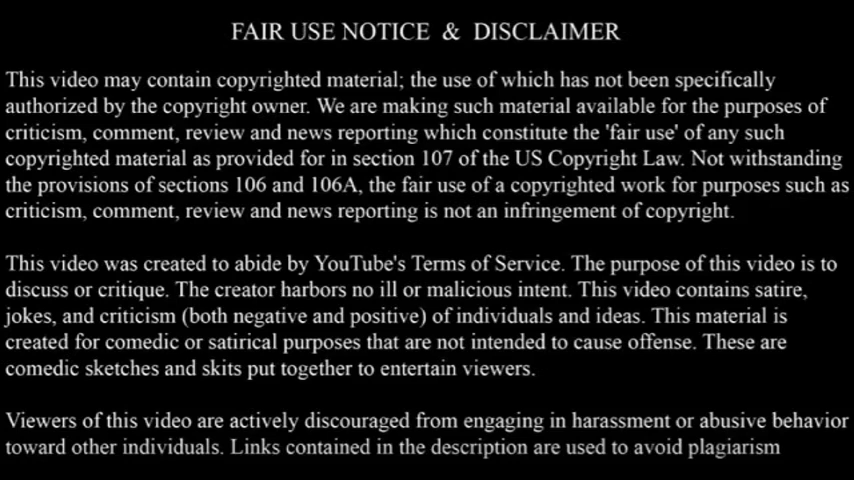 FAIR USE NOTICE & DISCLAIMER
This video may contain copyrighted material; the use of which has not been specifically
authorized by the copyright owner. We are making such material available for the purposes of
criticism, comment, review and news reporting which constitute the 'fair use' of any such
copyrighted material as provided for in section 107 of the US Copyright Law. Not withstanding
the provisions of sections 106 and 106A, the fair use of a copyrighted work for purposes such as
criticism, comment, review and news reporting is not an infringement of copyright.
This video was created to abide by YouTube's Terms of Service. The purpose of this video is to
discuss or critique. The creator harbors no ill or malicious intent. This video contains satire,
jokes, and criticism (both negative and positive) of individuals and ideas. This material is
created for comedic or satirical purposes that are not intended to cause offense. These are
comedic sketches and skits put together to entertain viewers.
Viewers of this video are actively discouraged from engaging in harassment or abusive behavior
toward other individuals. Links contained in the description are used to avoid plagiarism